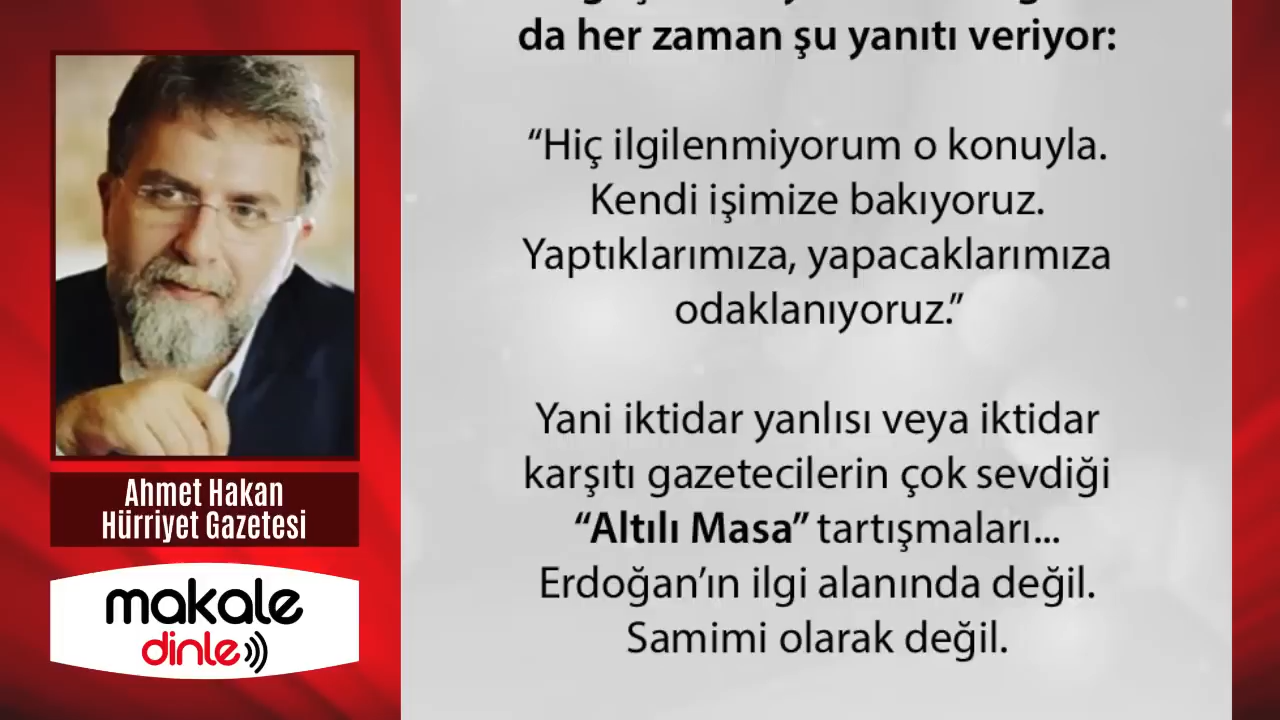 da her zaman şu yanıtı veriyor:
“Hiç ilgilenmiyorum o konuyla.
Kendi işimize bakıyoruz.
Yaptıklarımıza, yapacaklarımıza
odaklanıyoruz.”
Yani iktidar yanlısı veya iktidar
karşıtı gazetecilerin çok sevdiği
“Altılı Masa” tartışmaları...
Erdoğan’ın ilgi alanında değil.
Samimi olarak değil.
Ahmet Hakan
Hürriyet Gazetesi
makale
dinle